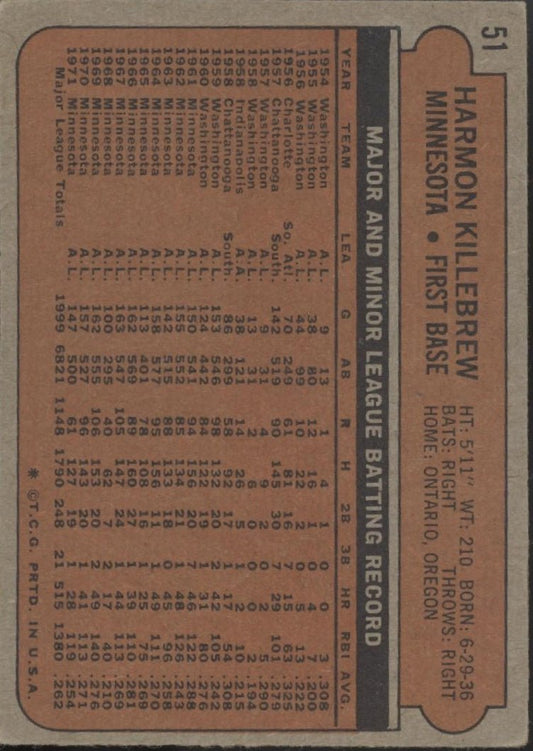 51
HARMON KILLEBREW
MINNESOTA • FIRST BASE
HT: 5'11" WT: 210 BORN: 6-29-36
BATS: RIGHT THROWS: RIGHT
HOME: ONTARIO, OREGON
MAJOR AND MINOR LEAGUE BATTING RECORD
YEAR TEAM LEA G AB R H 2B 3B HR RBI AVG.
1954 Washington A.L. 9 13 1 4 1 0 0 3 .308
1955 Washington A.L. 38 80 12 16 1 0 4 7 .200
1956 Washington A.L. 44 99 10 22 2 0 5 13 .222
1956 Charlotte So. Atl. 70 249 61 81 16 7 15 63 .325
1957 Chattanooga South. 142 519 90 145 30 7 29 101 .279
1957 Washington A.L. 9 31 4 9 2 0 2 5 .290
1958 Washington A.L. 13 31 2 6 0 0 0 2 .194
1958 Indianapolis A.A. 38 121 14 26 5 1 2 10 .215
1958 Chattanooga South. 86 299 58 92 17 1 17 54 .308
1959 Washington A.L. 153 546 98 132 20 2 42 105 .242
1960 Washington A.L. 124 442 84 122 19 1 31 80 .276
1961 Minnesota A.L. 150 541 94 156 20 7 46 122 .288
1962 Minnesota A.L. 155 552 85 134 21 1 48 126 .243
1963 Minnesota A.L. 142 515 88 133 18 0 45 96 .258
1964 Minnesota A.L. 158 577 95 156 11 1 49 111 .270
1965 Minnesota A.L. 113 401 78 108 16 1 25 75 .269
1966 Minnesota A.L. 162 569 89 160 27 1 39 110 .281
1967 Minnesota A.L. 163 547 105 147 24 1 44 113 .269
1968 Minnesota A.L. 100 295 40 62 7 2 17 40 .210
1969 Minnesota A.L. 162 555 106 153 20 2 49 140 .276
1970 Minnesota A.L. 157 527 96 143 20 1 41 113 .271
1971 Minnesota A.L. 147 500 61 127 19 1 28 119 .254
Major League Totals 1999 6821 1148 1790 248 21 515 1380 .262
* © T.C.G. PRTD. IN U.S.A.